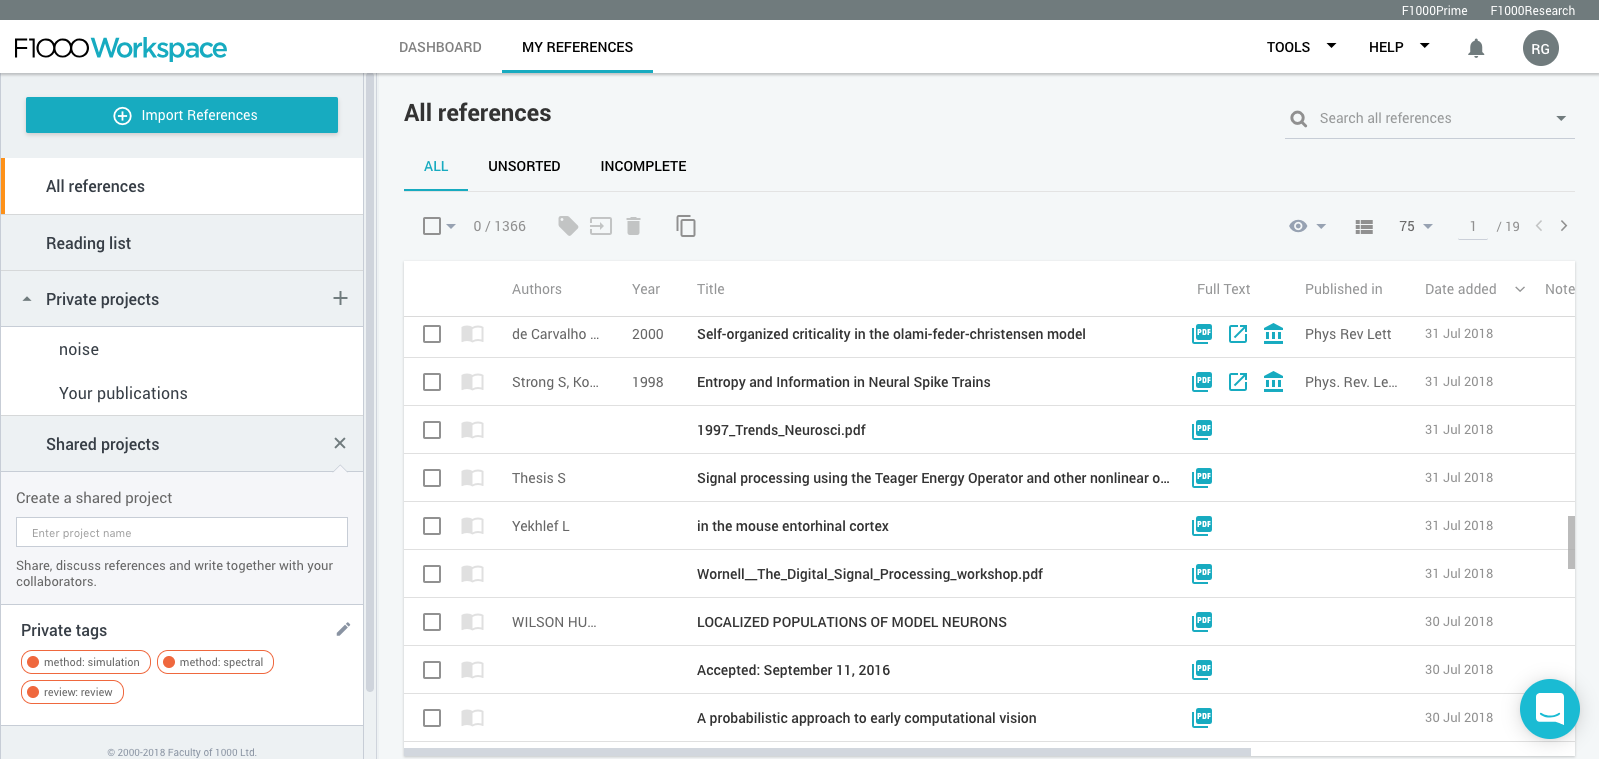 F1000Prime F1000Research
F1000Workspace DASHBOARD MY REFERENCES TOOLS HELP RG
Import References
All references
Reading list
Private projects
noise
Your publications
Shared projects
Create a shared project
Enter project name
Share, discuss references and write together with your
collaborators.
Private tags
method: simulation method: spectral
review: review
© 2000-2018 Faculty of 1000 Ltd.
All references
Search all references
ALL UNSORTED INCOMPLETE
0 / 1366 75 1 / 19
Authors Year Title Full Text Published in Date added Note
de Carvalho ... 2000 Self-organized criticality in the olami-feder-christensen model PDF Phys Rev Lett 31 Jul 2018
Strong S, Ko... 1998 Entropy and Information in Neural Spike Trains PDF Phys. Rev. Le... 31 Jul 2018
1997_Trends_Neurosci.pdf PDF 31 Jul 2018
Thesis S Signal processing using the Teager Energy Operator and other nonlinear o... PDF 31 Jul 2018
Yekhlef L in the mouse entorhinal cortex PDF 31 Jul 2018
Wornell__The_Digital_Signal_Processing_workshop.pdf PDF 31 Jul 2018
WILSON HU... LOCALIZED POPULATIONS OF MODEL NEURONS PDF 30 Jul 2018
Accepted: September 11, 2016 PDF 30 Jul 2018
A probabilistic approach to early computational vision PDF 30 Jul 2018